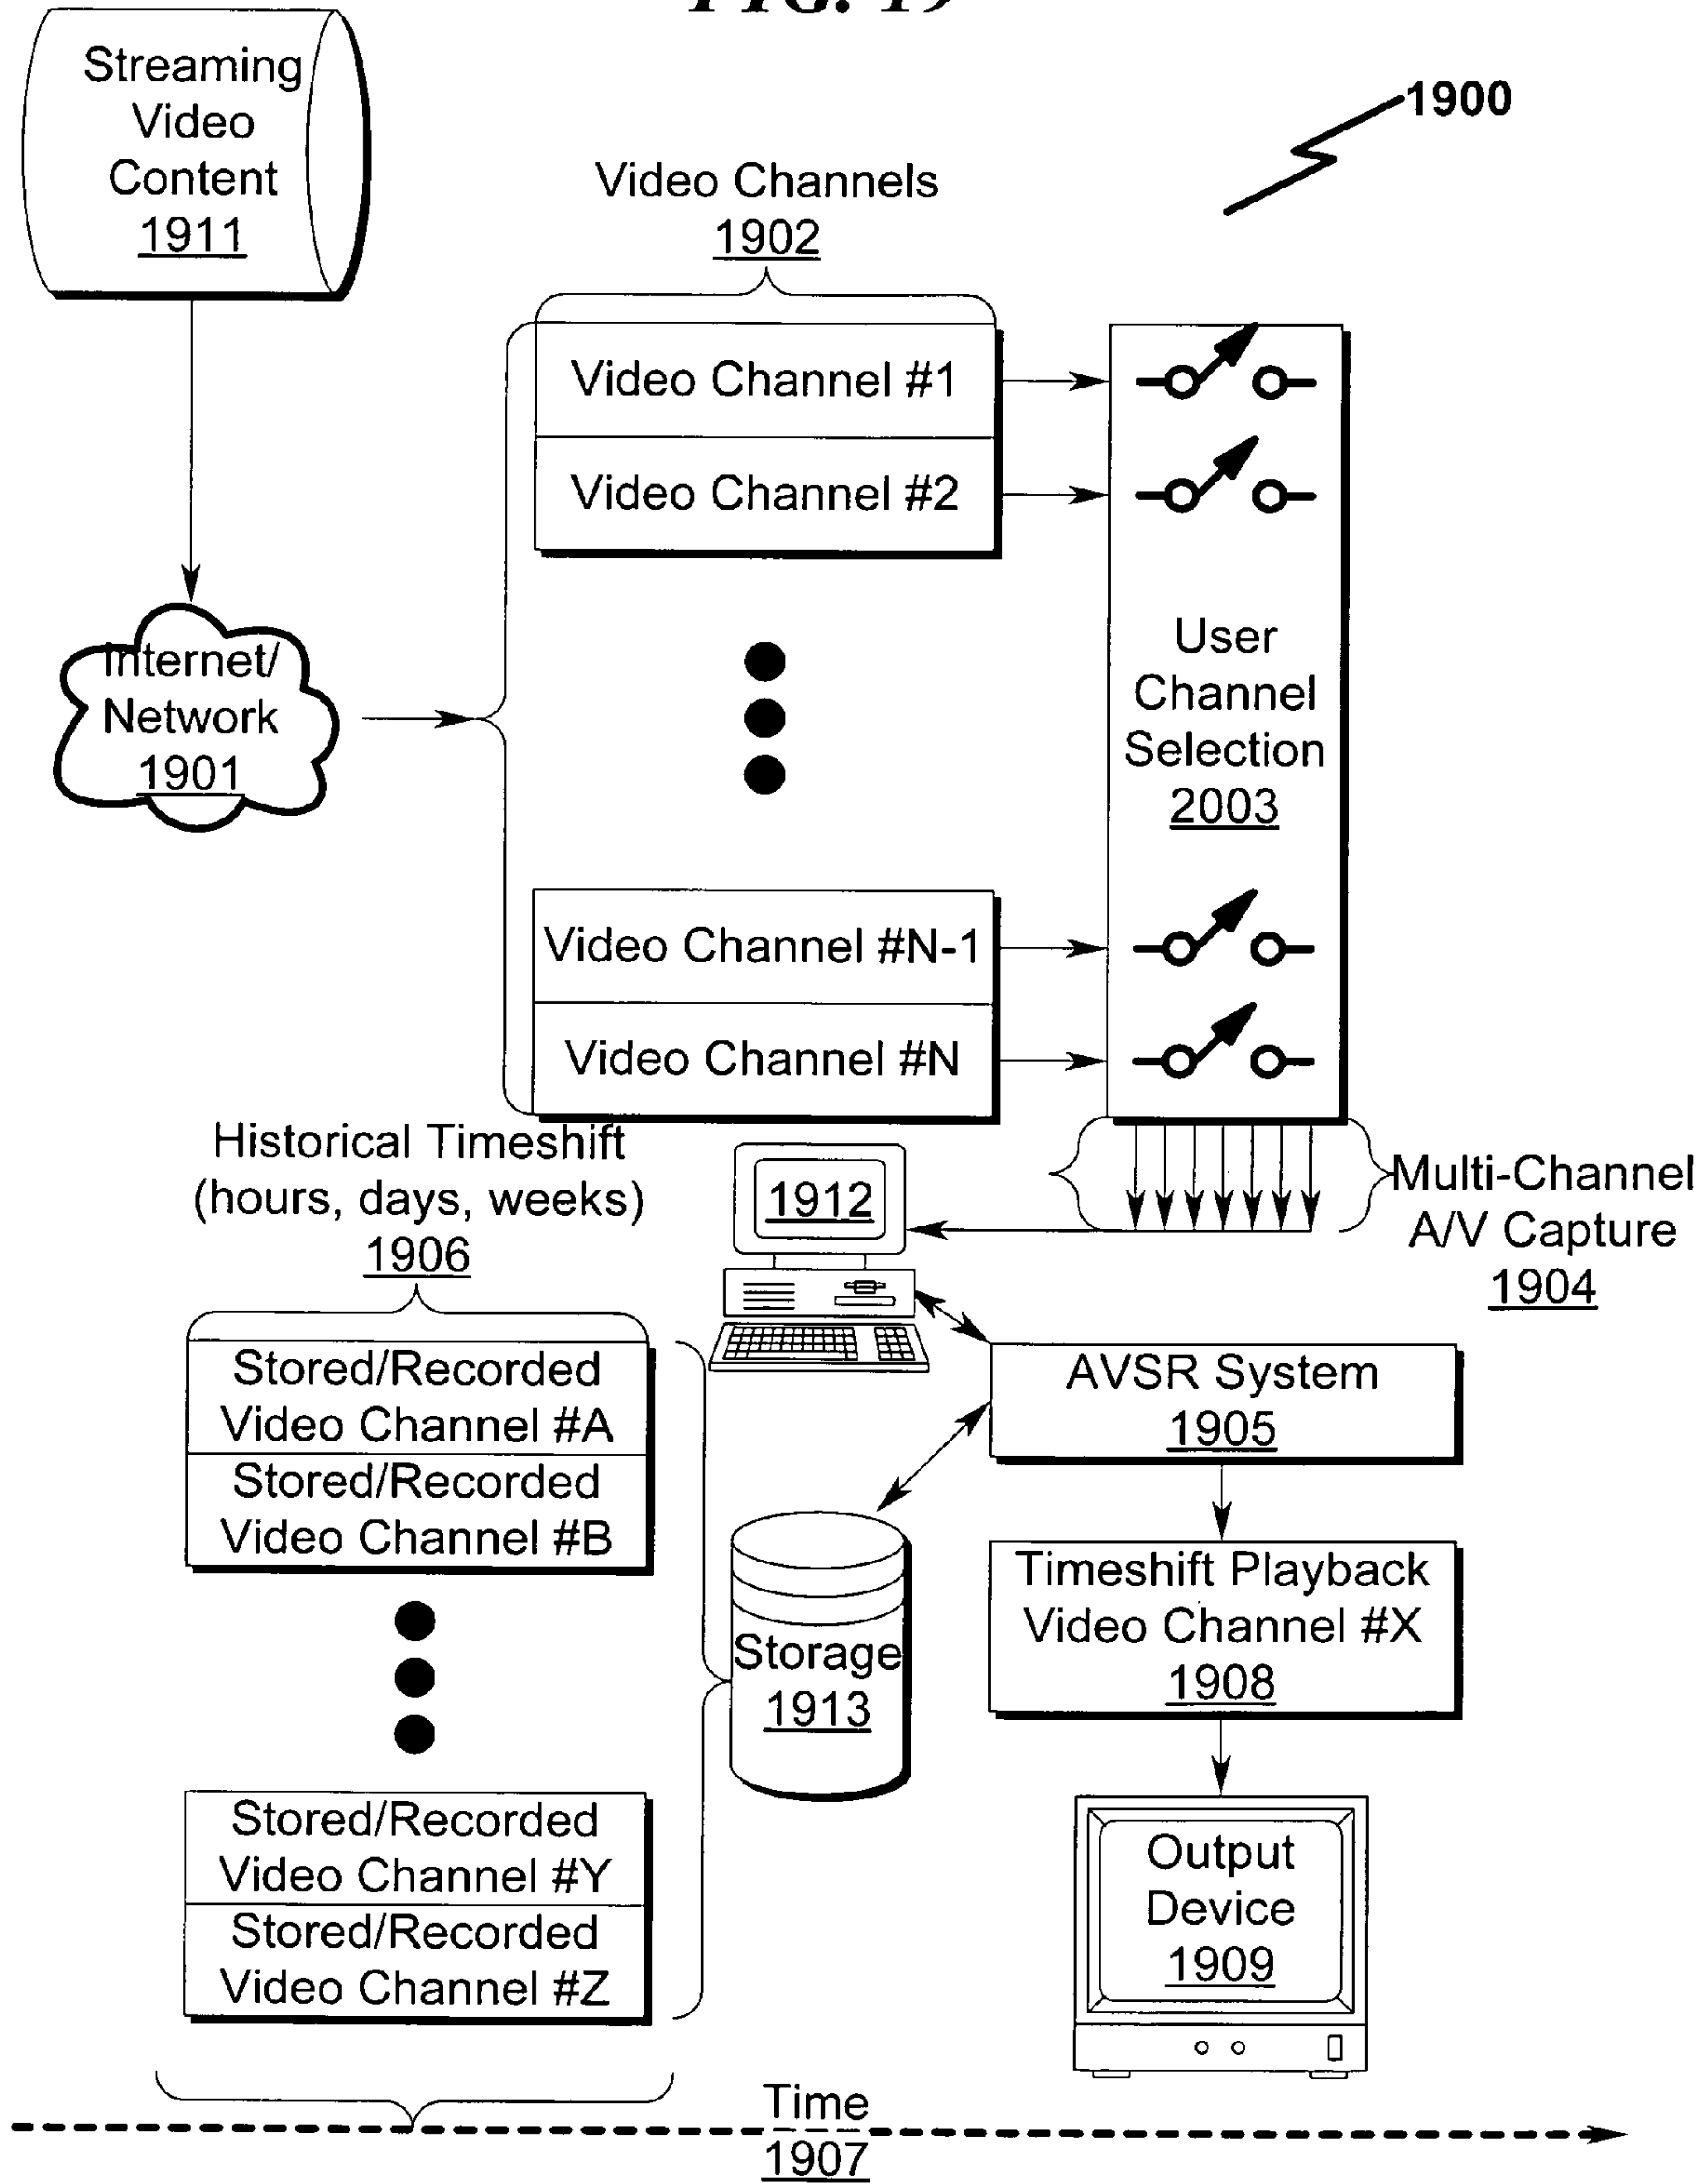 FIG. 19
Streaming
Video
Content
1911
1900
Video Channels
1902
Video Channel #1
Video Channel #2
Internet/
Network
1901
User
Channel
Selection
2003
Video Channel #N-1
Video Channel #N
Historical Timeshift
(hours, days, weeks)
1906
1912
Multi-Channel
A/V Capture
1904
Stored/Recorded
Video Channel #A
Stored/Recorded
Video Channel #B
AVSR System
1905
Timeshift Playback
Video Channel #X
1908
Storage
1913
Stored/Recorded
Video Channel #Y
Stored/Recorded
Video Channel #Z
Output
Device
1909
Time
1907